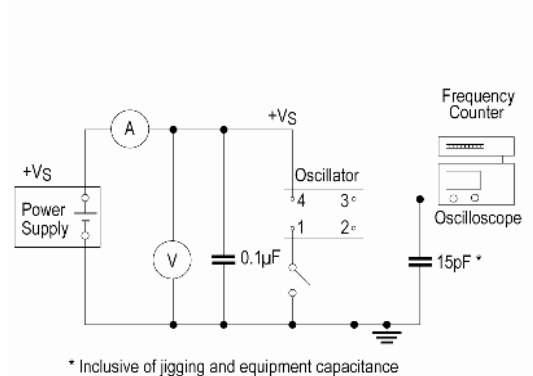 Frequency
Counter
A
+VS
+VS
Oscillator
Power
Supply
4 3
1 2
Oscilloscope
V
0.1µF
15pF *
* Inclusive of jigging and equipment capacitance